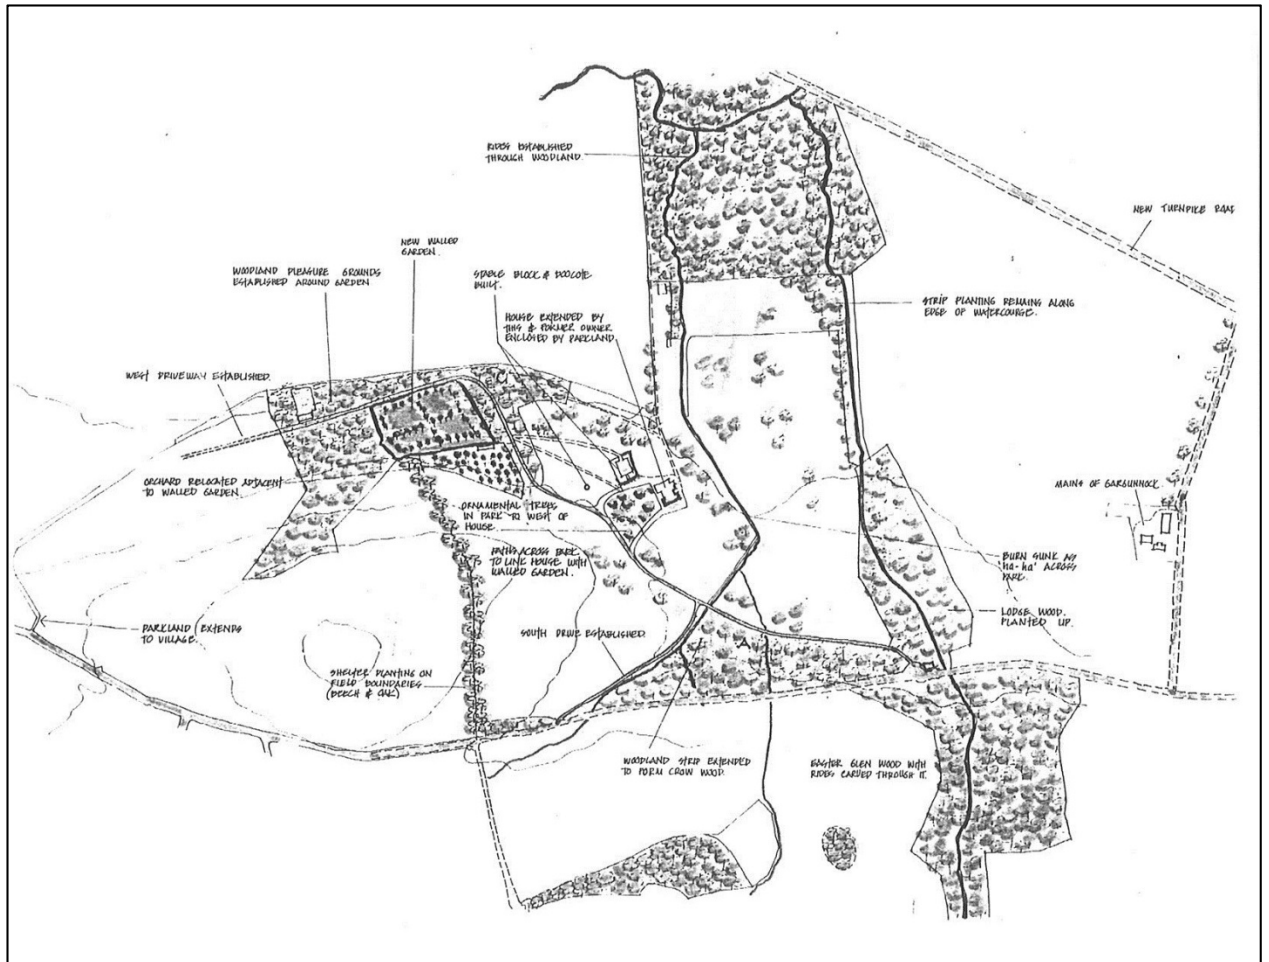 RIDES ESTABLISHED
THROUGH WOODLAND
NEW TURNPIKE ROAD
NEW WALLED
GARDEN.
WOODLAND PLEASURE GROUNDS
ESTABLISHED AROUND GARDEN
STABLE BLOCK & DOOCOTE
BUILT.
STRIP PLANTING REMAINS ALONG
EDGE OF WATERCOURSE.
HOUSE EXTENDED BY
THIS & FORMER OWNER
ENCLOSED BY PARKLAND.
WEST DRIVEWAY ESTABLISHED.
ORCHARD RELOCATED ADJACENT
TO WALLED GARDEN.
MAINS OF GARGUNNOCK.
ORNAMENTAL TREES
IN PARK TO WEST OF
HOUSE.
PATHS ACROSS PARK
TO LINK HOUSE WITH
WALLED GARDEN.
BURN SUNK AS
'ha-ha' ACROSS
PARK.
LODGE WOOD
PLANTED UP.
PARKLAND EXTENDS
TO VILLAGE.
SOUTH DRIVE ESTABLISHED.
SHELTER PLANTING ON
FIELD BOUNDARIES
(BEECH & OAK)
WOODLAND STRIP EXTENDED
TO FORM CROW WOOD.
EASTER GLEN WOOD WITH
RIDES CARVED THROUGH IT.